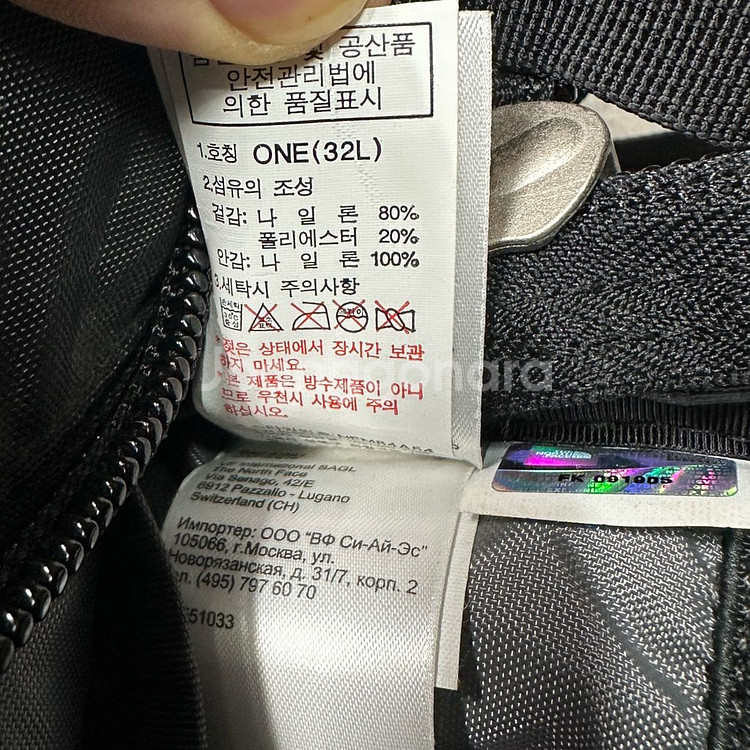 및 공산품
안전관리법에
의한 품질표시
1.호칭 ONE(32L)
2.섬유의 조성
겉감: 나 일 론 80%
폴리에스터 20%
안감: 나 일 론 100%
3.세탁시 주의사항
*젖은 상태에서 장시간 보관
하지 마세요.
*본 제품은 방수제품이 아니
므로 우천시 사용에 주의
하십시오.
International SAGL
The North Face
Via Senago, 42/E
6912 Pazzallo - Lugano
Switzerland (CH)
Импортер: ООО "ВФ Си-Ай-Эс"
105066, г.Москва, ул.
Новорязанская, д. 31/7, корп. 2
(495) 797 60 70
51033
FK 091905